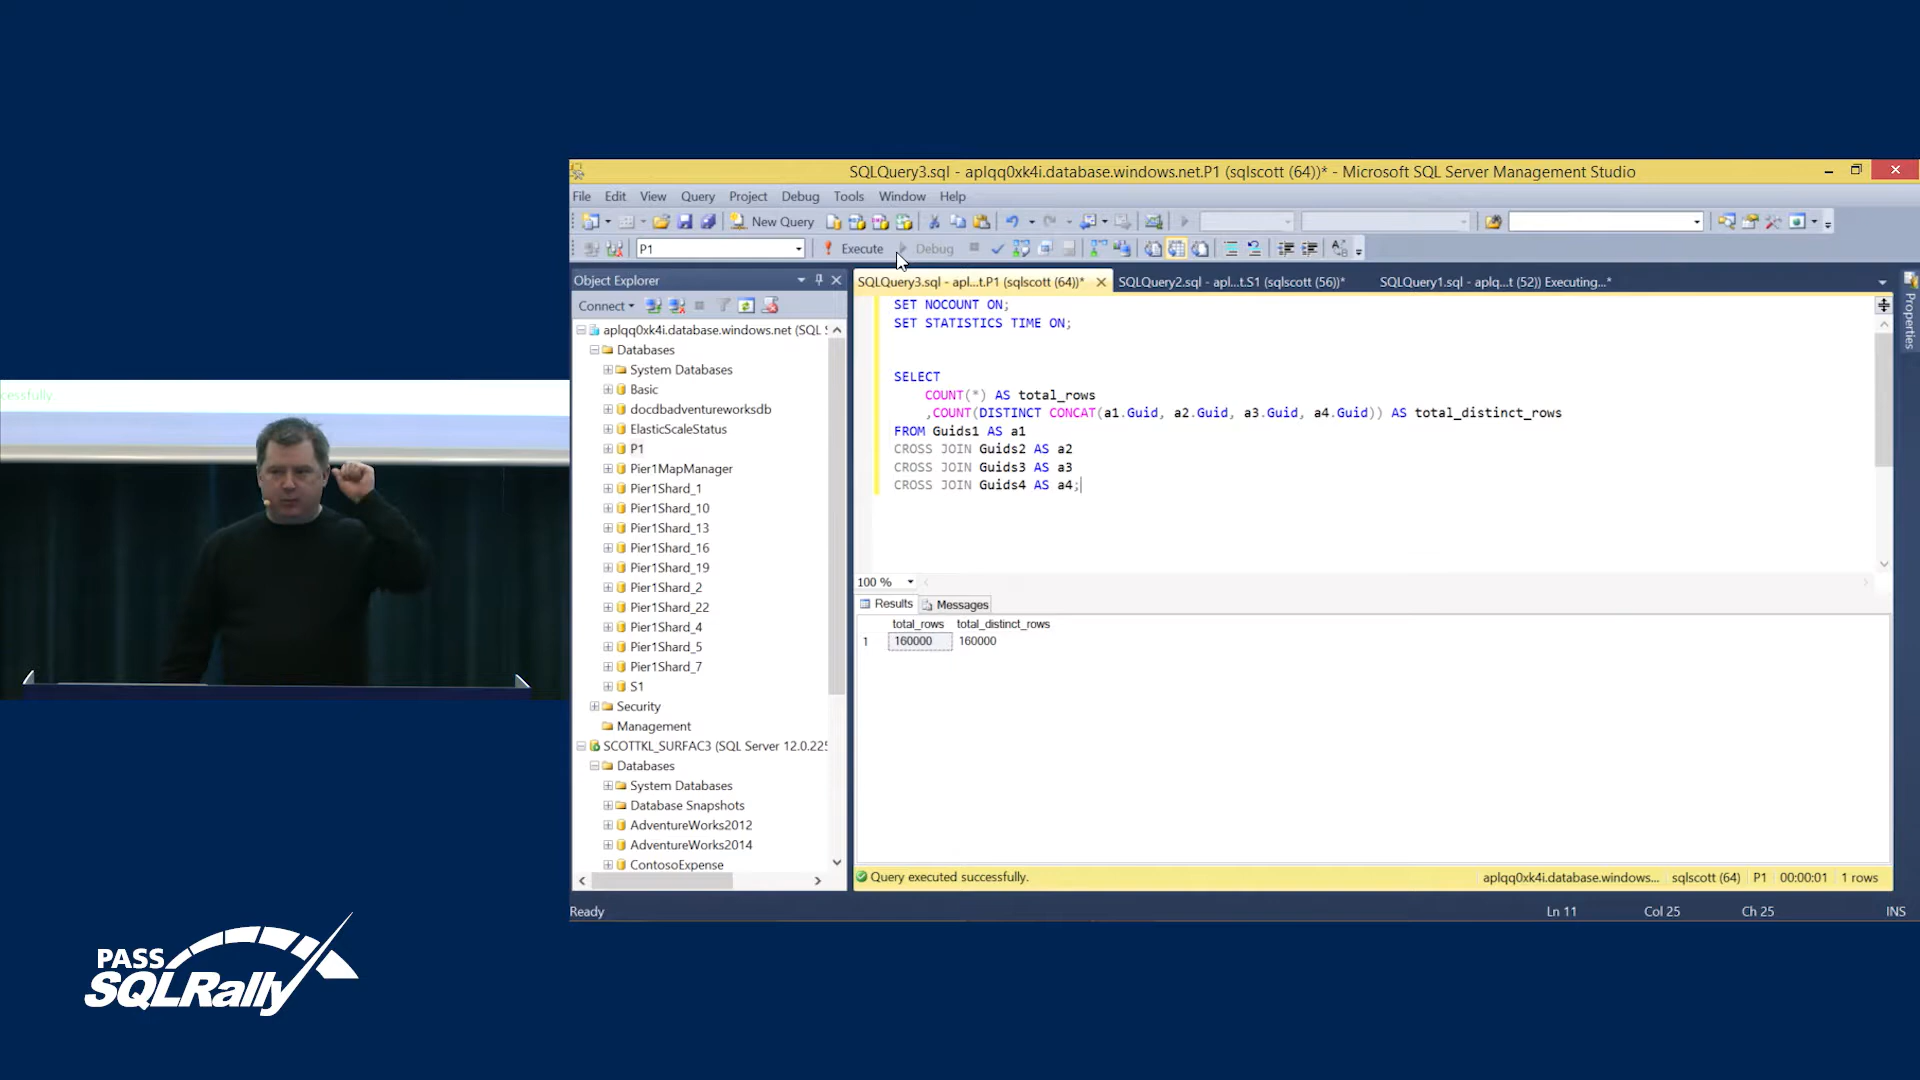 cessfully
SQLQuery3.sql - aplqq0xk4i.database.windows.net.P1 (sqlscott (64))* - Microsoft SQL Server Management Studio
File Edit View Query Project Debug Tools Window Help
New Query
P1 Execute Debug
Object Explorer
Connect
aplqq0xk4i.database.windows.net (SQL S
Databases
System Databases
Basic
docdbadventureworksdb
ElasticScaleStatus
P1
Pier1MapManager
Pier1Shard_1
Pier1Shard_10
Pier1Shard_13
Pier1Shard_16
Pier1Shard_19
Pier1Shard_2
Pier1Shard_22
Pier1Shard_4
Pier1Shard_5
Pier1Shard_7
S1
Security
Management
SCOTTKL_SURFAC3 (SQL Server 12.0.225
Databases
System Databases
Database Snapshots
AdventureWorks2012
AdventureWorks2014
ContosoExpense
SQLQuery3.sql - apl...t.P1 (sqlscott (64))* SQLQuery2.sql - apl...t.S1 (sqlscott (56))* SQLQuery1.sql - aplq...t (52)) Executing...*
Properties
SET NOCOUNT ON;
SET STATISTICS TIME ON;
SELECT
COUNT(*) AS total_rows
,COUNT(DISTINCT CONCAT(a1.Guid, a2.Guid, a3.Guid, a4.Guid)) AS total_distinct_rows
FROM Guids1 AS a1
CROSS JOIN Guids2 AS a2
CROSS JOIN Guids3 AS a3
CROSS JOIN Guids4 AS a4;
100 %
Results Messages
total_rows total_distinct_rows
1 160000 160000
Query executed successfully. aplqq0xk4i.database.windows... sqlscott (64) P1 00:00:01 1 rows
Ready Ln 11 Col 25 Ch 25 INS
PASS
SQLRally